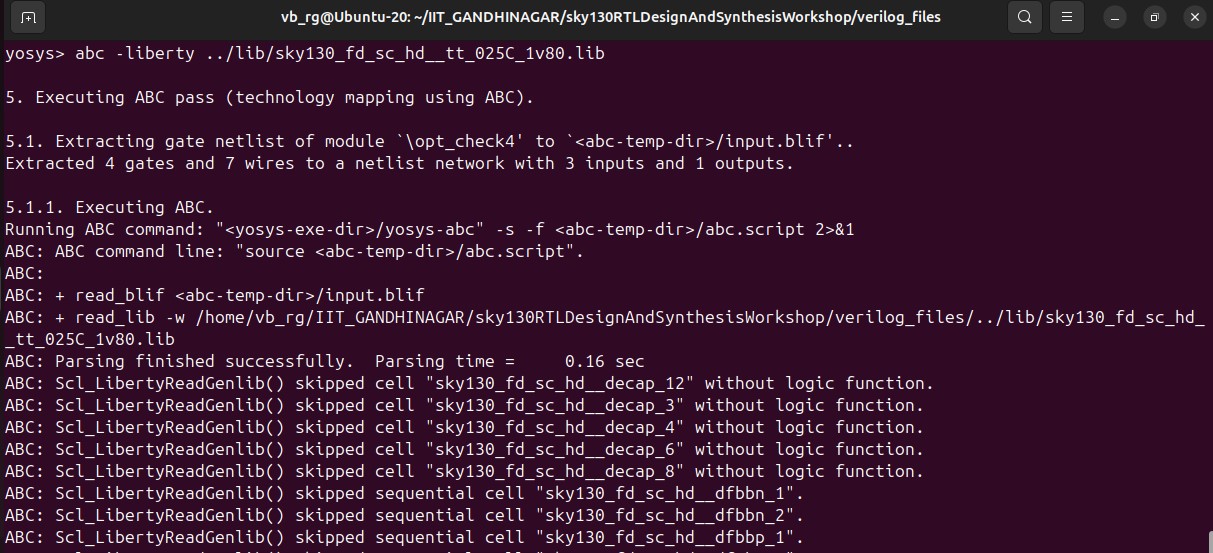 vb_rg@Ubuntu-20: ~/IIT_GANDHINAGAR/sky130RTLDesignAndSynthesisWorkshop/verilog_files
yosys> abc -liberty ../lib/sky130_fd_sc_hd__tt_025C_1v80.lib
5. Executing ABC pass (technology mapping using ABC).
5.1. Extracting gate netlist of module `\opt_check4' to `<abc-temp-dir>/input.blif'..
Extracted 4 gates and 7 wires to a netlist network with 3 inputs and 1 outputs.
5.1.1. Executing ABC.
Running ABC command: "<yosys-exe-dir>/yosys-abc" -s -f <abc-temp-dir>/abc.script 2>&1
ABC: ABC command line: "source <abc-temp-dir>/abc.script".
ABC:
ABC: + read_blif <abc-temp-dir>/input.blif
ABC: + read_lib -w /home/vb_rg/IIT_GANDHINAGAR/sky130RTLDesignAndSynthesisWorkshop/verilog_files/../lib/sky130_fd_sc_hd_
_tt_025C_1v80.lib
ABC: Parsing finished successfully.  Parsing time =     0.16 sec
ABC: Scl_LibertyReadGenlib() skipped cell "sky130_fd_sc_hd__decap_12" without logic function.
ABC: Scl_LibertyReadGenlib() skipped cell "sky130_fd_sc_hd__decap_3" without logic function.
ABC: Scl_LibertyReadGenlib() skipped cell "sky130_fd_sc_hd__decap_4" without logic function.
ABC: Scl_LibertyReadGenlib() skipped cell "sky130_fd_sc_hd__decap_6" without logic function.
ABC: Scl_LibertyReadGenlib() skipped cell "sky130_fd_sc_hd__decap_8" without logic function.
ABC: Scl_LibertyReadGenlib() skipped sequential cell "sky130_fd_sc_hd__dfbbn_1".
ABC: Scl_LibertyReadGenlib() skipped sequential cell "sky130_fd_sc_hd__dfbbn_2".
ABC: Scl_LibertyReadGenlib() skipped sequential cell "sky130_fd_sc_hd__dfbbp_1".